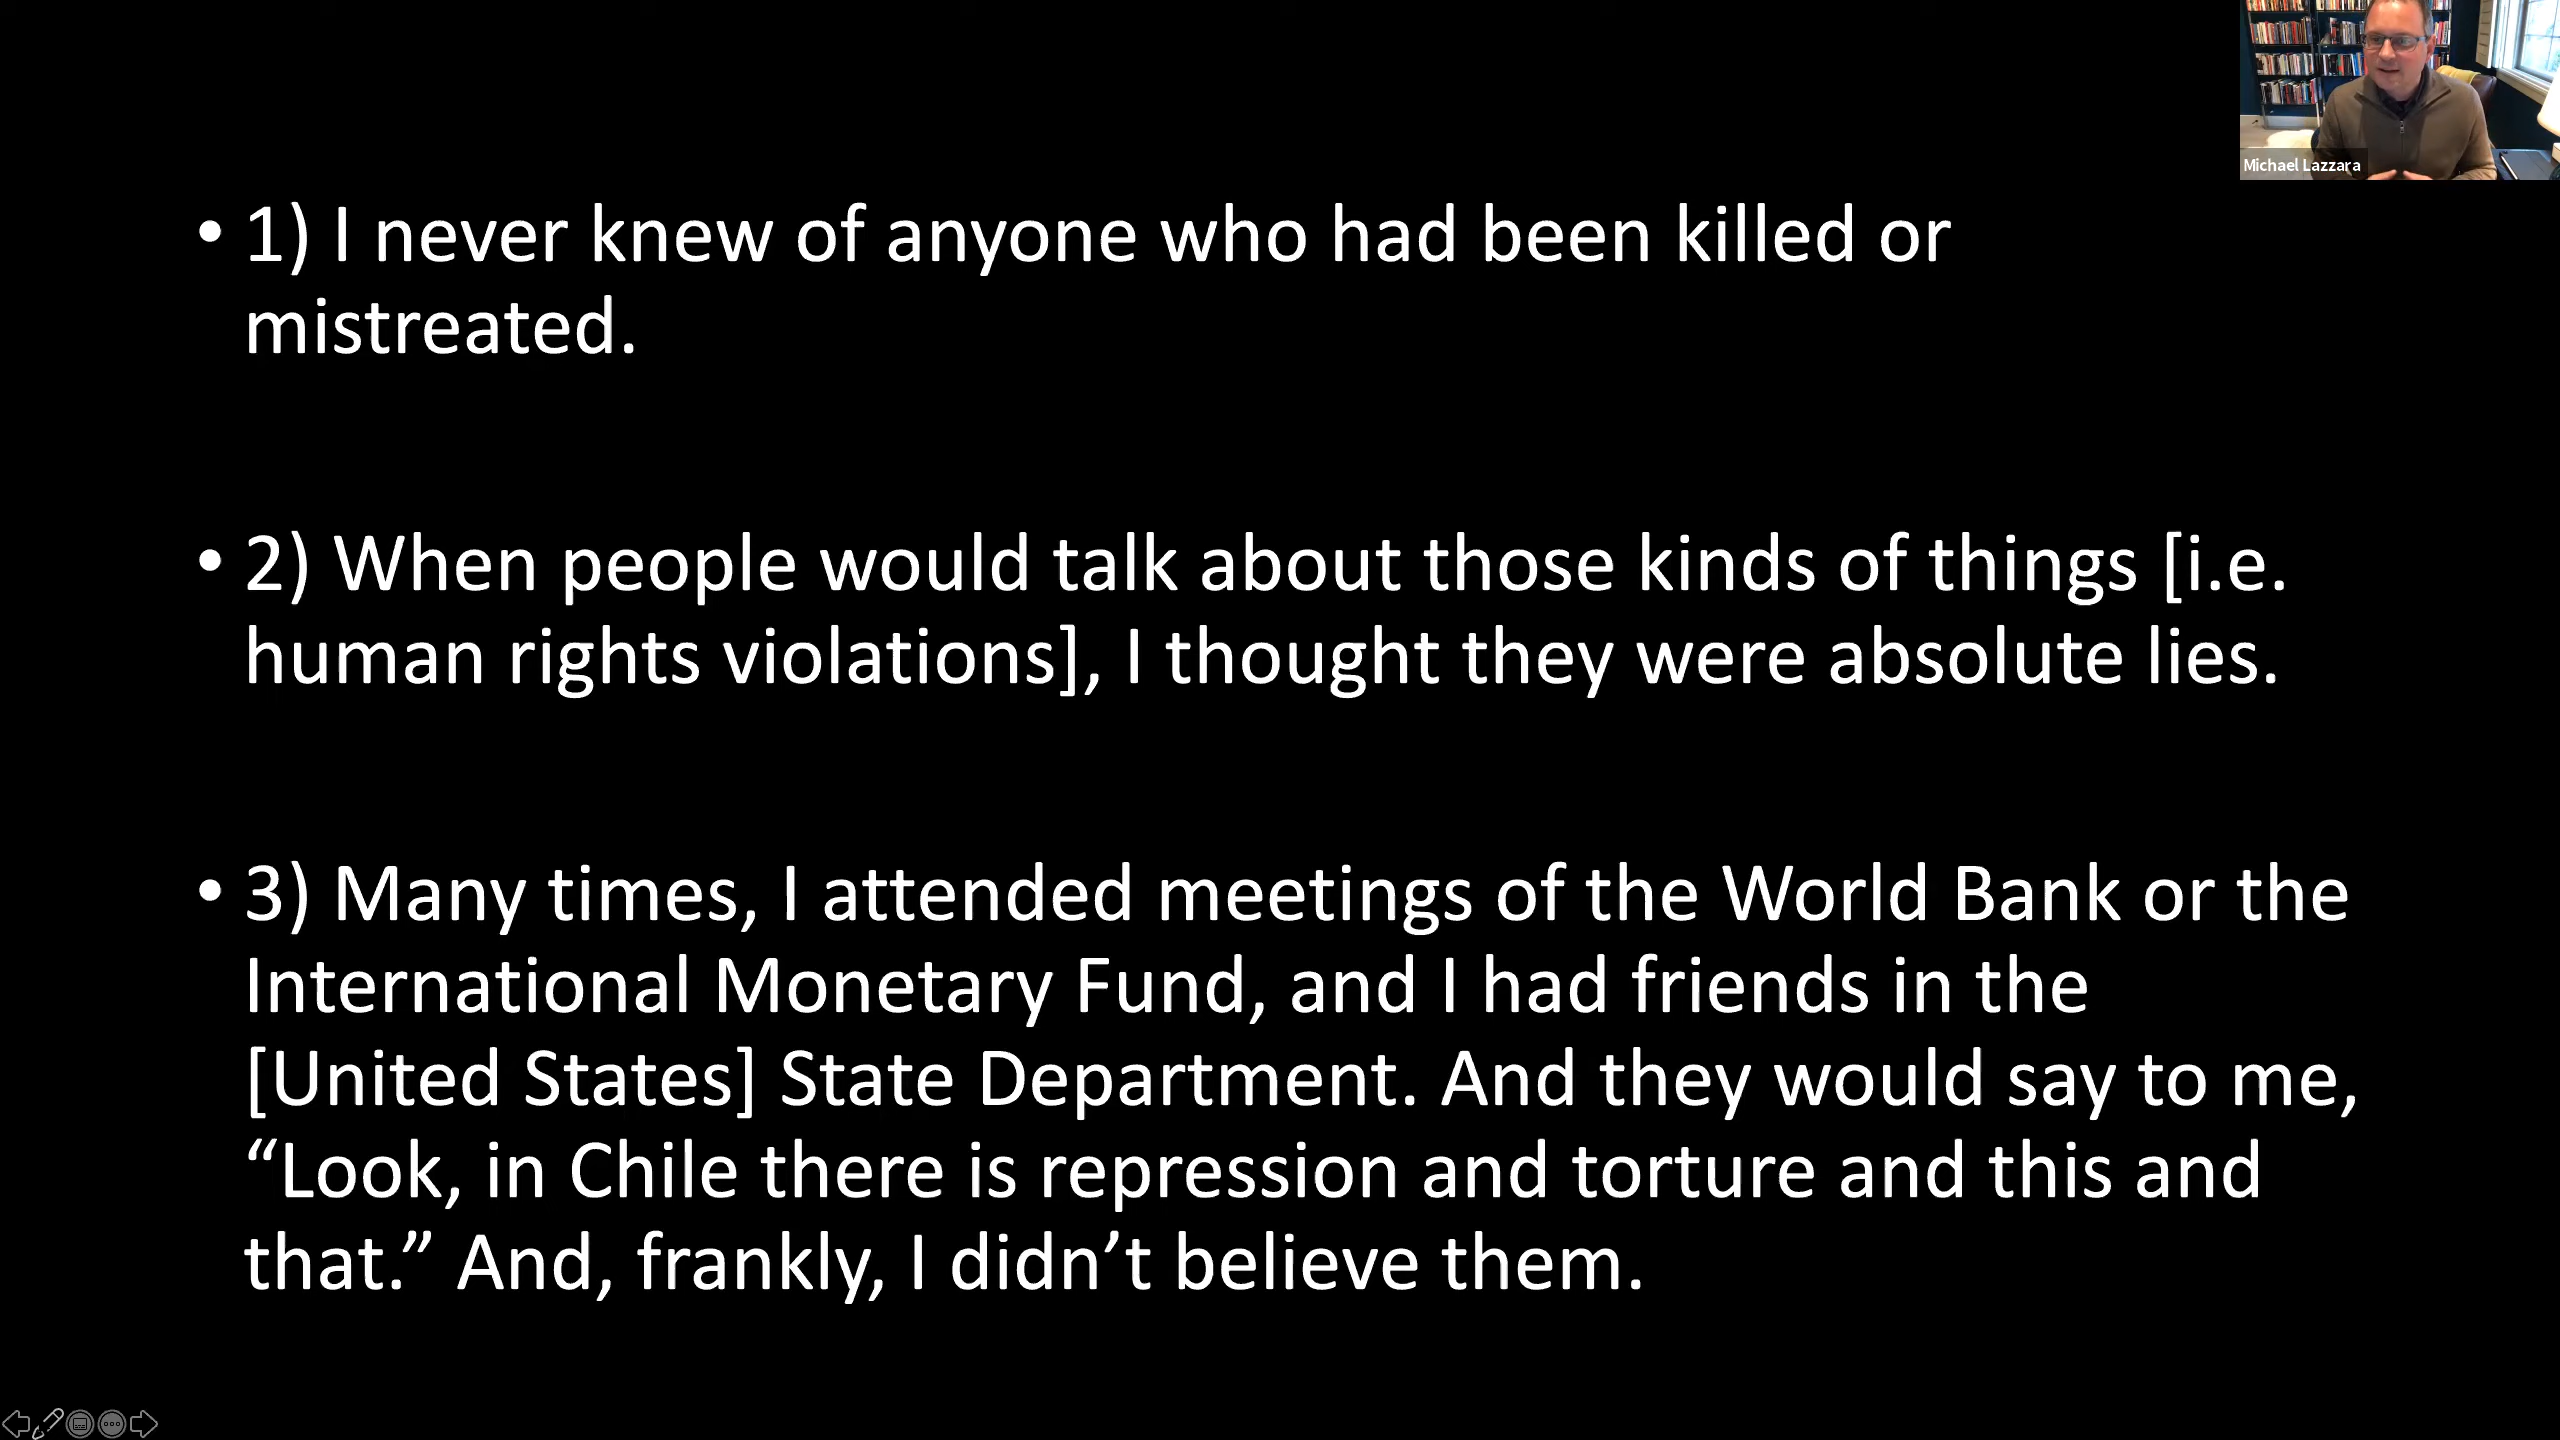 Michael Lazzara
• 1) I never knew of anyone who had been killed or
mistreated.
• 2) When people would talk about those kinds of things [i.e.
human rights violations], I thought they were absolute lies.
• 3) Many times, I attended meetings of the World Bank or the
International Monetary Fund, and I had friends in the
[United States] State Department. And they would say to me,
“Look, in Chile there is repression and torture and this and
that.” And, frankly, I didn’t believe them.